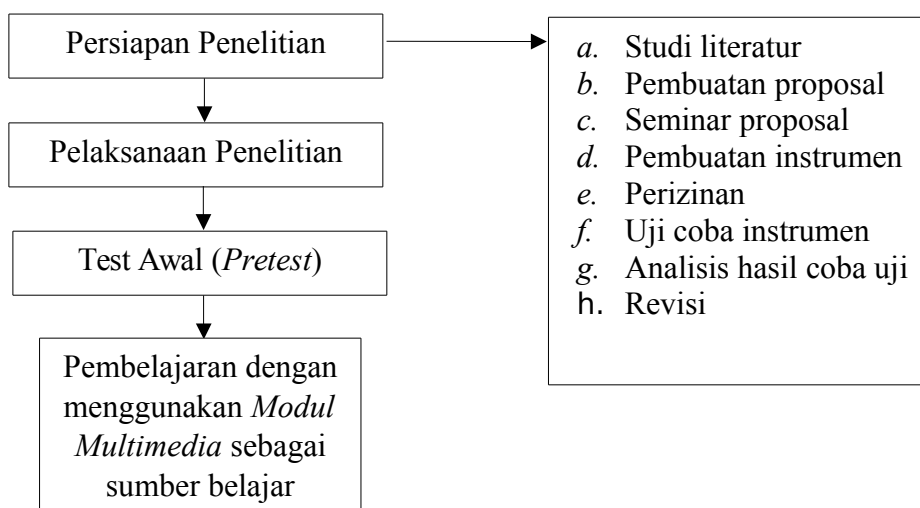 Persiapan Penelitian
Pelaksanaan Penelitian
Test Awal (Pretest)
Pembelajaran dengan
menggunakan Modul
Multimedia sebagai
sumber belajar
a. Studi literatur
b. Pembuatan proposal
c. Seminar proposal
d. Pembuatan instrumen
e. Perizinan
f. Uji coba instrumen
g. Analisis hasil coba uji
h. Revisi